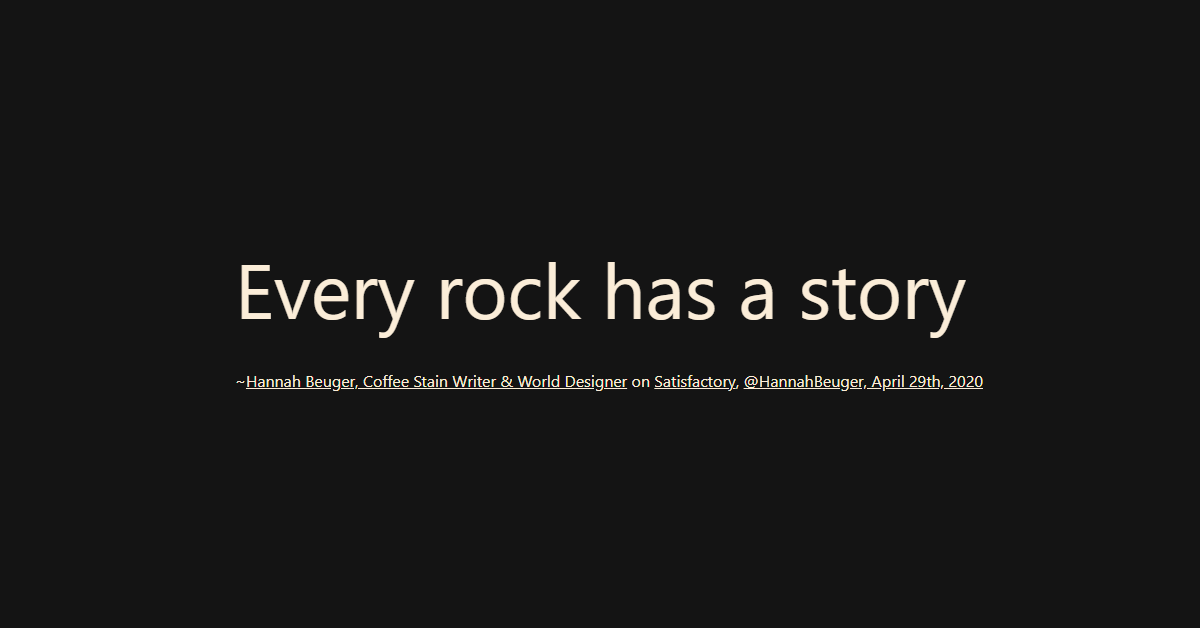 Every rock has a story
~Hannah Beuger, Coffee Stain Writer & World Designer on Satisfactory, @HannahBeuger, April 29th, 2020